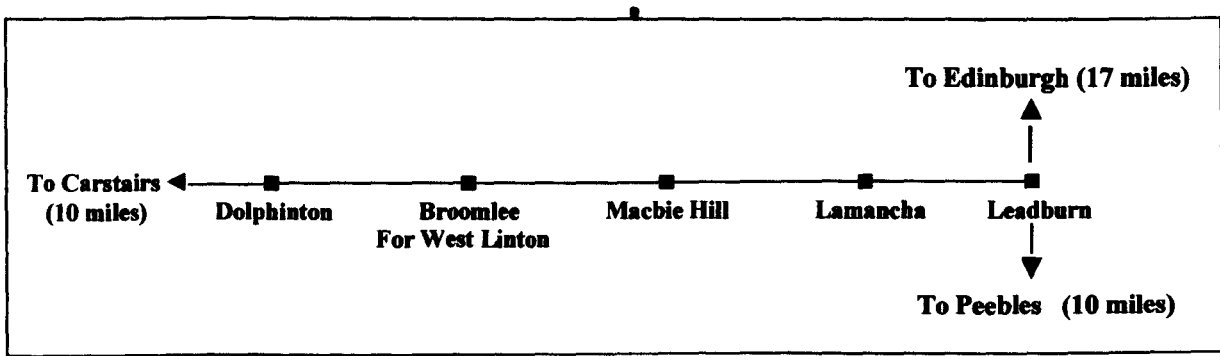 To Edinburgh (17 miles)
To Carstairs
(10 miles)
Dolphinton
Broomlee
For West Linton
Macbie Hill
Lamancha
Leadburn
To Peebles (10 miles)